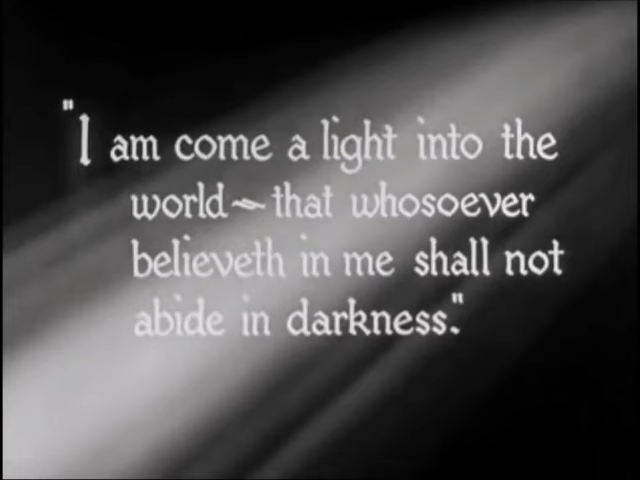 "I am come a light into the
world~that whosoever
believeth in me shall not
abide in darkness."